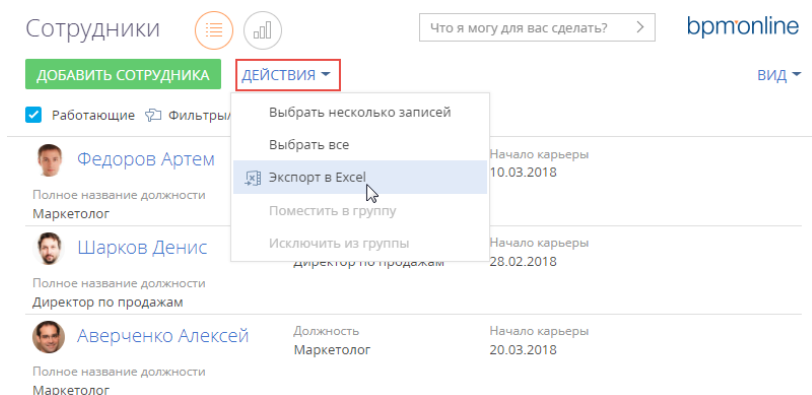 Сотрудники
Что я могу для вас сделать?
bpmonline
ДОБАВИТЬ СОТРУДНИКА
ДЕЙСТВИЯ
ВИД
Работающие
Фильтры/
Выбрать несколько записей
Выбрать все
Экспорт в Excel
Поместить в группу
Исключить из группы
Федоров Артем
Начало карьеры
10.03.2018
Полное название должности
Маркетолог
Шарков Денис
Директор по продажам
Начало карьеры
28.02.2018
Полное название должности
Директор по продажам
Аверченко Алексей
Должность
Маркетолог
Начало карьеры
20.03.2018
Полное название должности
Маркетолог